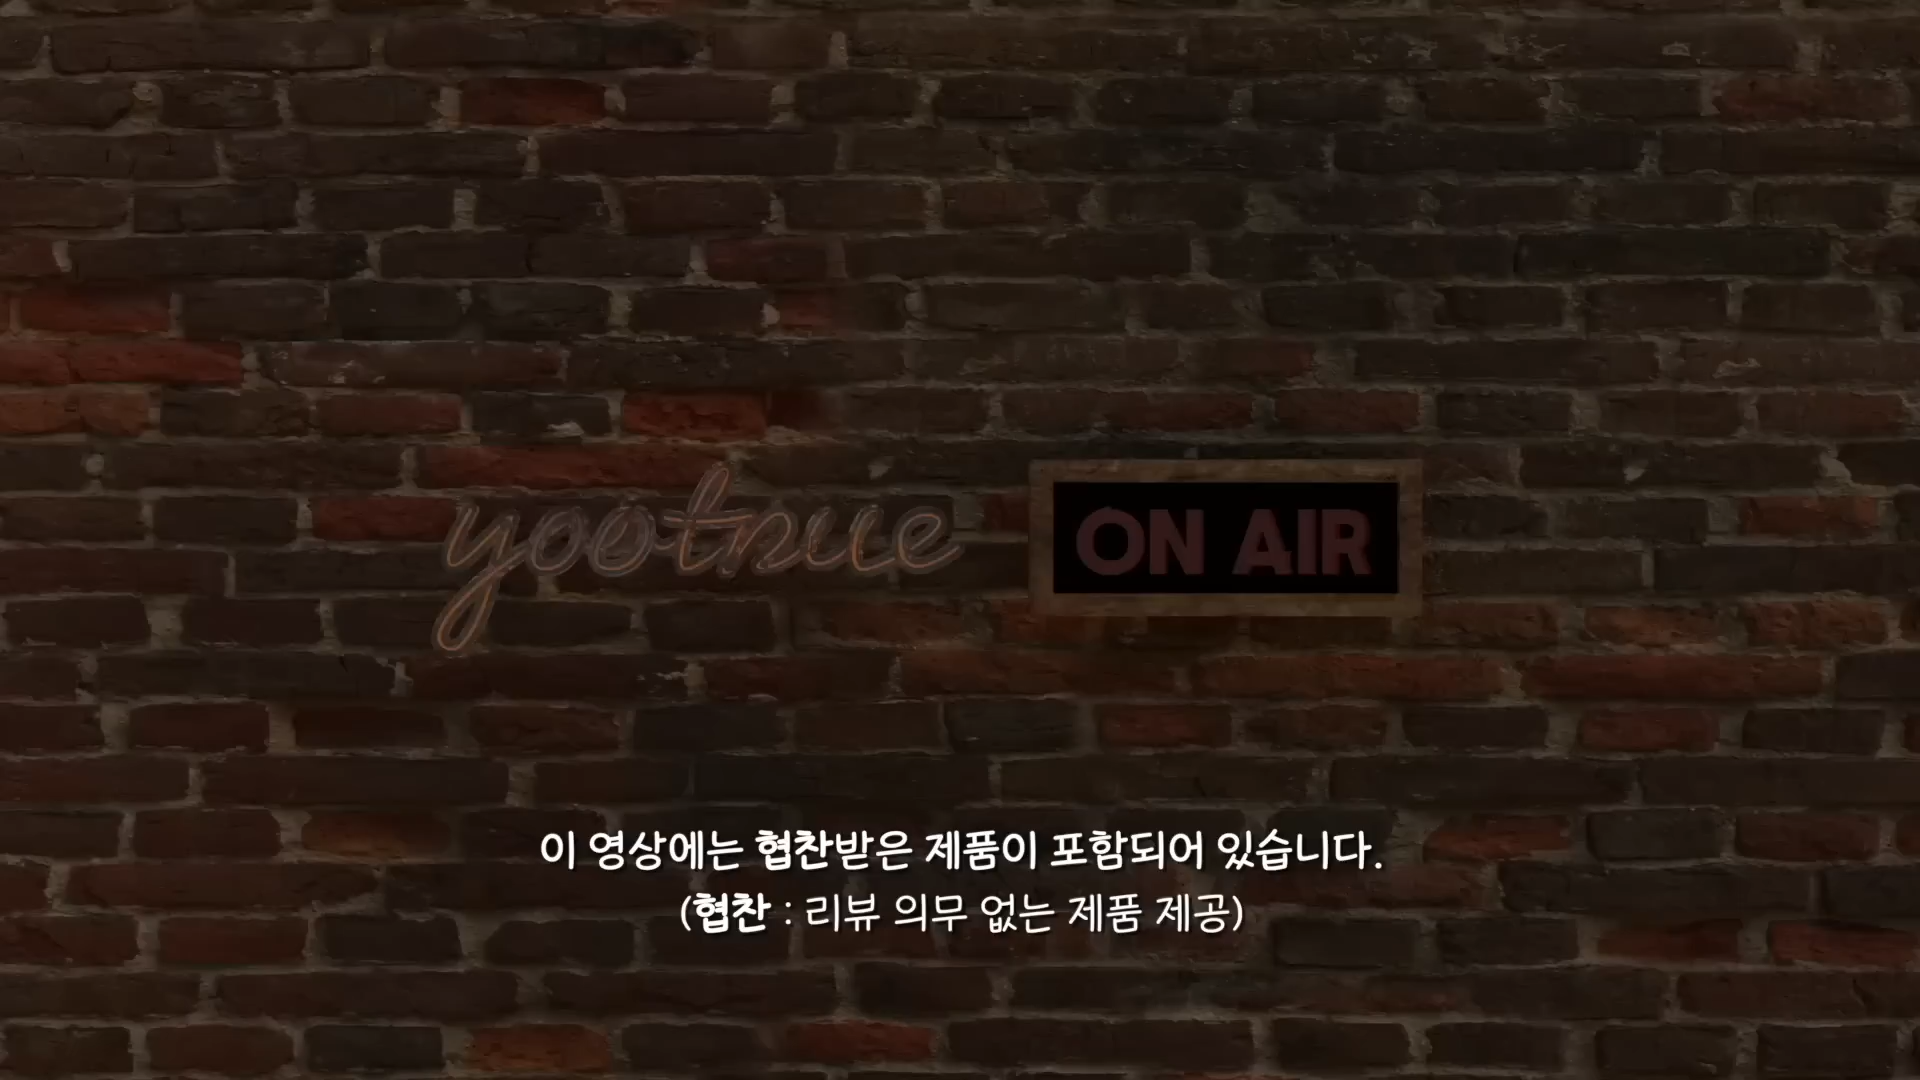 yootrue
ON AIR
이 영상에는 협찬받은 제품이 포함되어 있습니다.
(협찬 : 리뷰 의무 없는 제품 제공)